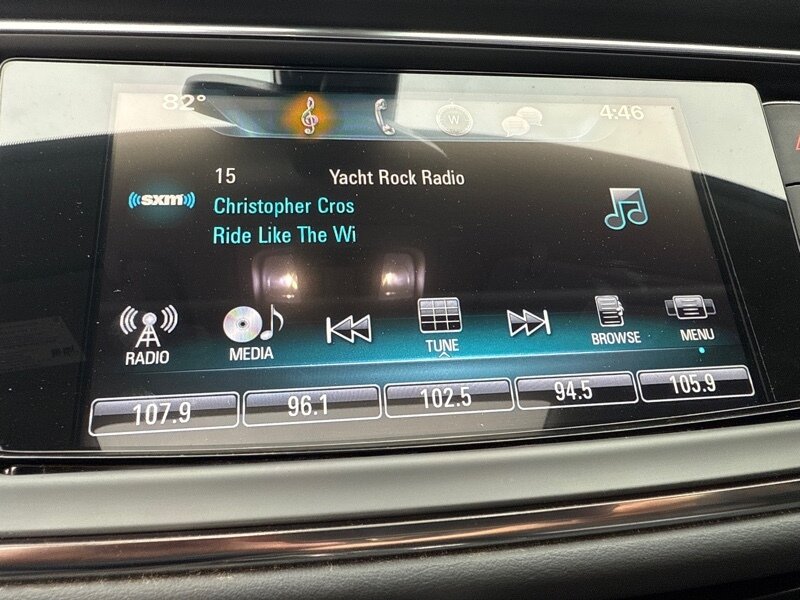 82° W 4:46
15 Yacht Rock Radio
((sxm))
Christopher Cros
Ride Like The Wi
RADIO MEDIA TUNE BROWSE MENU
107.9 96.1 102.5 94.5 105.9